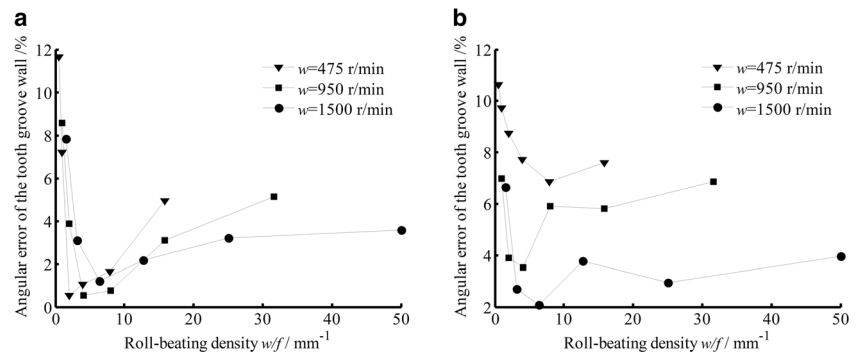 a
Angular error of the tooth groove wall /%
12
10
8
6
4
2
0
0 10 20 30 40 50
w=475 r/min
w=950 r/min
w=1500 r/min
Roll-beating density w/f / mm⁻¹
b
Angular error of the tooth groove wall /%
12
10
8
6
4
2
0 10 20 30 40 50
w=475 r/min
w=950 r/min
w=1500 r/min
Roll-beating density w/f / mm⁻¹